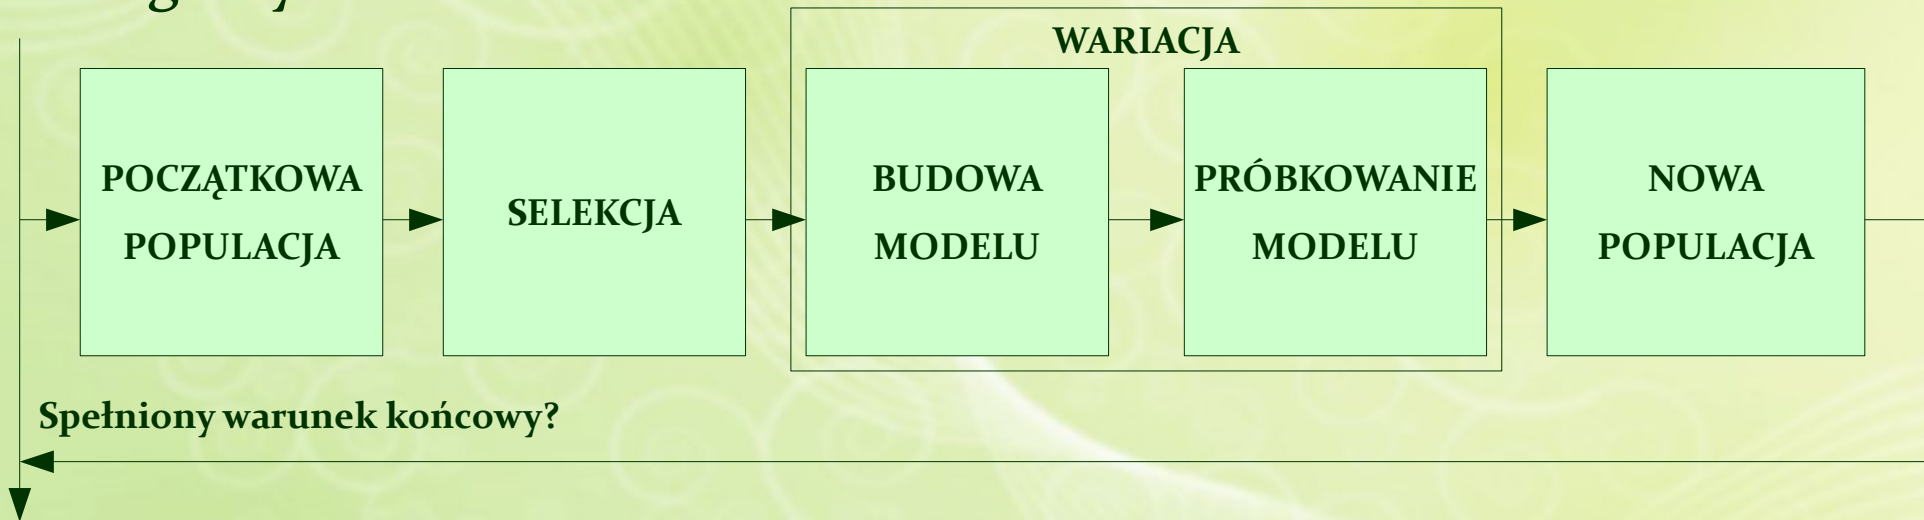 WARIACJA
POCZĄTKOWA
POPULACJA
SELEKCJA
BUDOWA
MODELU
PRÓBKOWANIE
MODELU
NOWA
POPULACJA
Spełniony warunek końcowy?